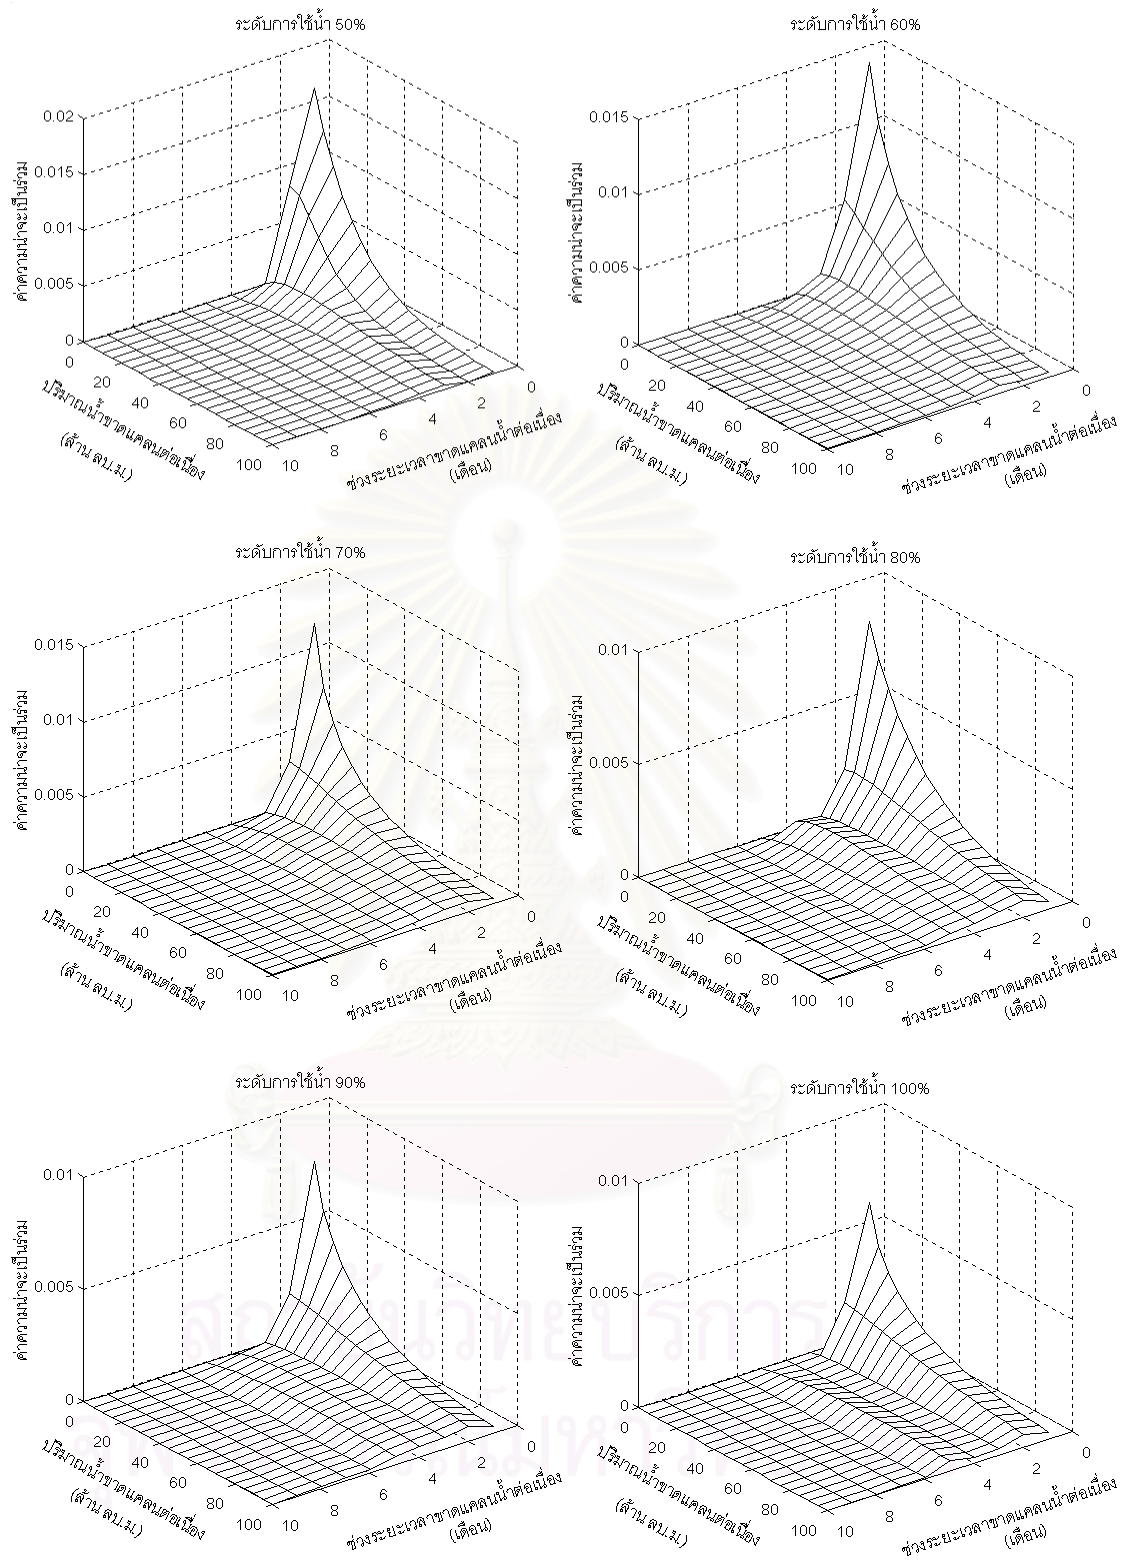 ระดับการใช้น้ำ 50%
0.02
0.015
0.01
0.005
0
ค่าความน่าจะเป็นร่วม
0
20
40
60
80
100
ปริมาณน้ำขาดแคลนต่อเนื่อง
(ล้าน ลบ.ม.)
10
8
6
4
2
0
ช่วงระยะเวลาขาดแคลนน้ำต่อเนื่อง
(เดือน)
ระดับการใช้น้ำ 60%
0.015
0.01
0.005
0
ค่าความน่าจะเป็นร่วม
0
20
40
60
80
100
ปริมาณน้ำขาดแคลนต่อเนื่อง
(ล้าน ลบ.ม.)
10
8
6
4
2
0
ช่วงระยะเวลาขาดแคลนน้ำต่อเนื่อง
(เดือน)
ระดับการใช้น้ำ 70%
0.015
0.01
0.005
0
ค่าความน่าจะเป็นร่วม
0
20
40
60
80
100
ปริมาณน้ำขาดแคลนต่อเนื่อง
(ล้าน ลบ.ม.)
10
8
6
4
2
0
ช่วงระยะเวลาขาดแคลนน้ำต่อเนื่อง
(เดือน)
ระดับการใช้น้ำ 80%
0.01
0.005
0
ค่าความน่าจะเป็นร่วม
0
20
40
60
80
100
ปริมาณน้ำขาดแคลนต่อเนื่อง
(ล้าน ลบ.ม.)
10
8
6
4
2
0
ช่วงระยะเวลาขาดแคลนน้ำต่อเนื่อง
(เดือน)
ระดับการใช้น้ำ 90%
0.01
0.005
0
ค่าความน่าจะเป็นร่วม
0
20
40
60
80
100
ปริมาณน้ำขาดแคลนต่อเนื่อง
(ล้าน ลบ.ม.)
10
8
6
4
2
0
ช่วงระยะเวลาขาดแคลนน้ำต่อเนื่อง
(เดือน)
ระดับการใช้น้ำ 100%
0.01
0.005
0
ค่าความน่าจะเป็นร่วม
0
20
40
60
80
100
ปริมาณน้ำขาดแคลนต่อเนื่อง
(ล้าน ลบ.ม.)
10
8
6
4
2
0
ช่วงระยะเวลาขาดแคลนน้ำต่อเนื่อง
(เดือน)
สถาบันวิทยบริการ